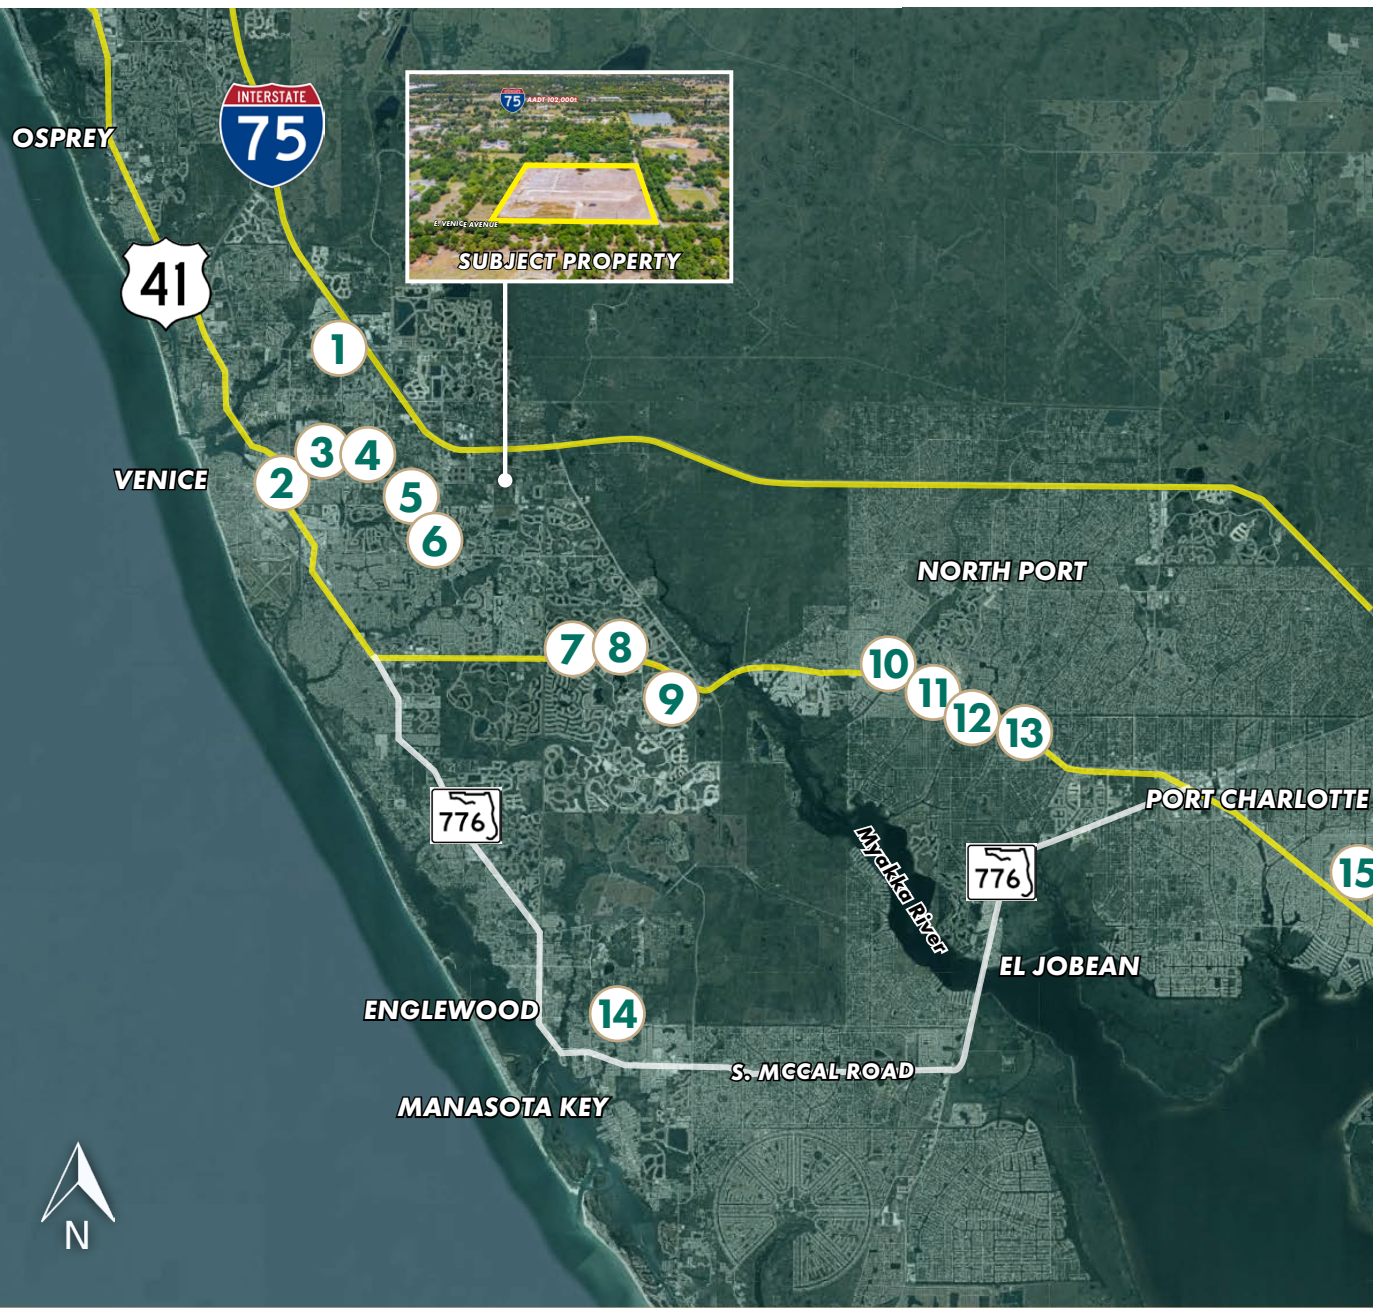 INTERSTATE
75
OSPREY
75 AADT 102,000±
E. VENICE AVENUE
SUBJECT PROPERTY
41
1
VENICE
2
3
4
5
6
NORTH PORT
7
8
9
10
11
12
13
776
PORT CHARLOTTE
Myakka River
776
15
EL JOBEAN
ENGLEWOOD
14
S. MCCAL ROAD
MANASOTA KEY
N